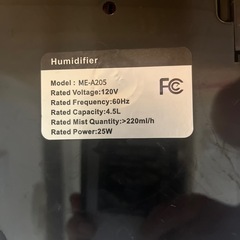 Humidifier
Model : ME-A205
Rated Voltage:120V
Rated Frequency:60Hz
Rated Capacity:4.5L
Rated Mist Quantity:>220ml/h
Rated Power:25W
FC